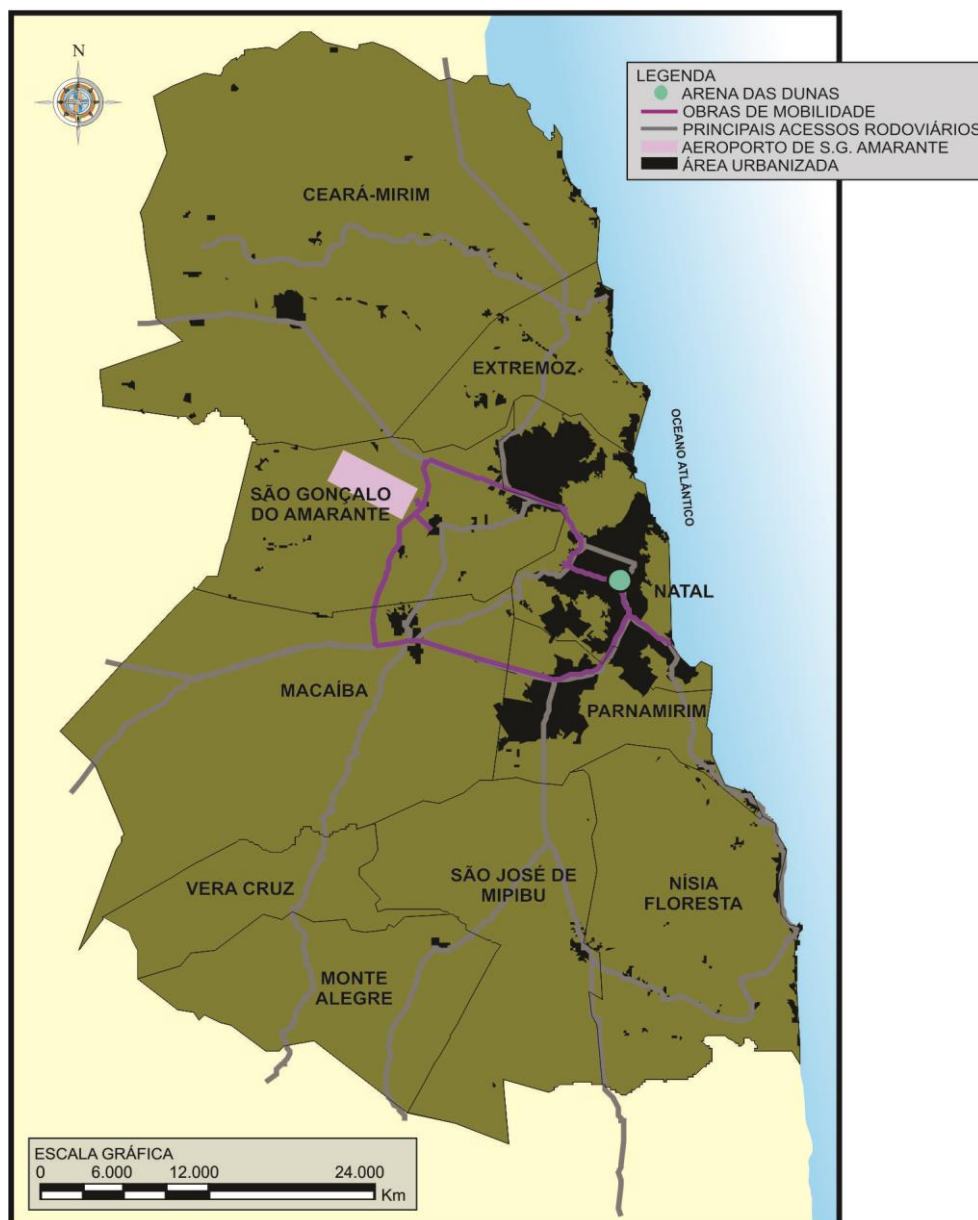 N
LEGENDA
ARENA DAS DUNAS
OBRAS DE MOBILIDADE
PRINCIPAIS ACESSOS RODOVIÁRIOS
AEROPORTO DE S.G. AMARANTE
ÁREA URBANIZADA
CEARÁ-MIRIM
EXTREMOZ
OCEANO ATLÂNTICO
SÃO GONÇALO
DO AMARANTE
NATAL
MACAÍBA
PARNAMIRIM
VERA CRUZ
SÃO JOSÉ DE
MIPIBU
NÍSIA
FLORESTA
MONTE
ALEGRE
ESCALA GRÁFICA
0 6.000 12.000 24.000
Km